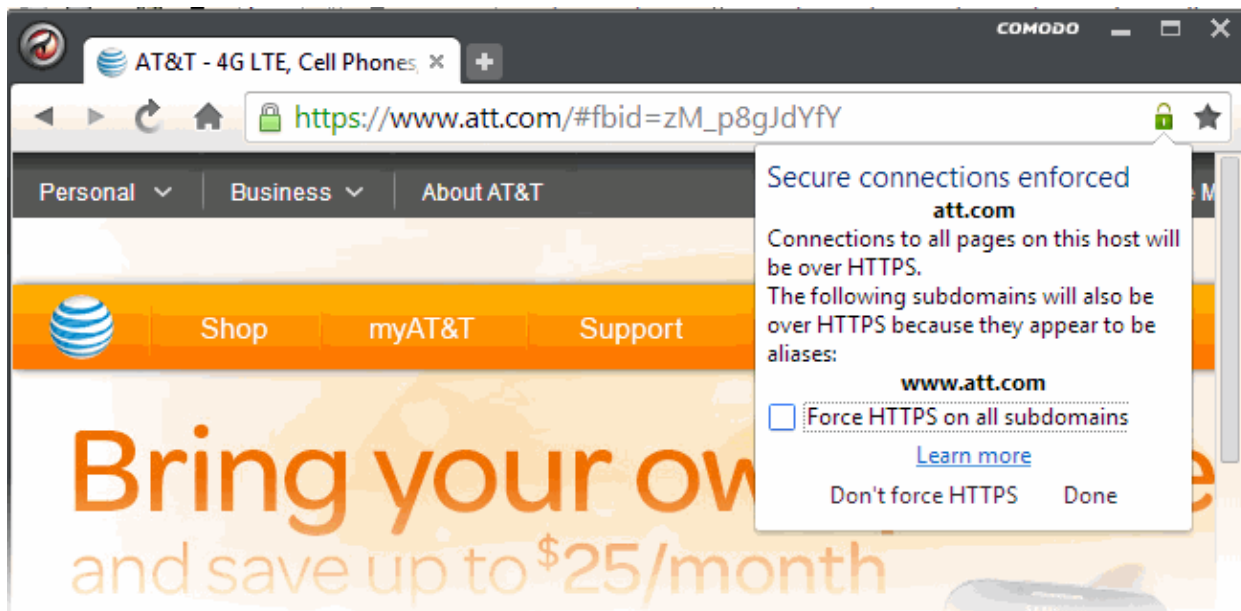 COMODO
AT&T - 4G LTE, Cell Phones,
https://www.att.com/#fbid=zM_p8gJdYfY
Personal Business About AT&T
Secure connections enforced
att.com
Connections to all pages on this host will
be over HTTPS.
The following subdomains will also be
over HTTPS because they appear to be
aliases:
www.att.com
Force HTTPS on all subdomains
Learn more
Don't force HTTPS Done
Shop myAT&T Support
Bring your
and save up to $25/month